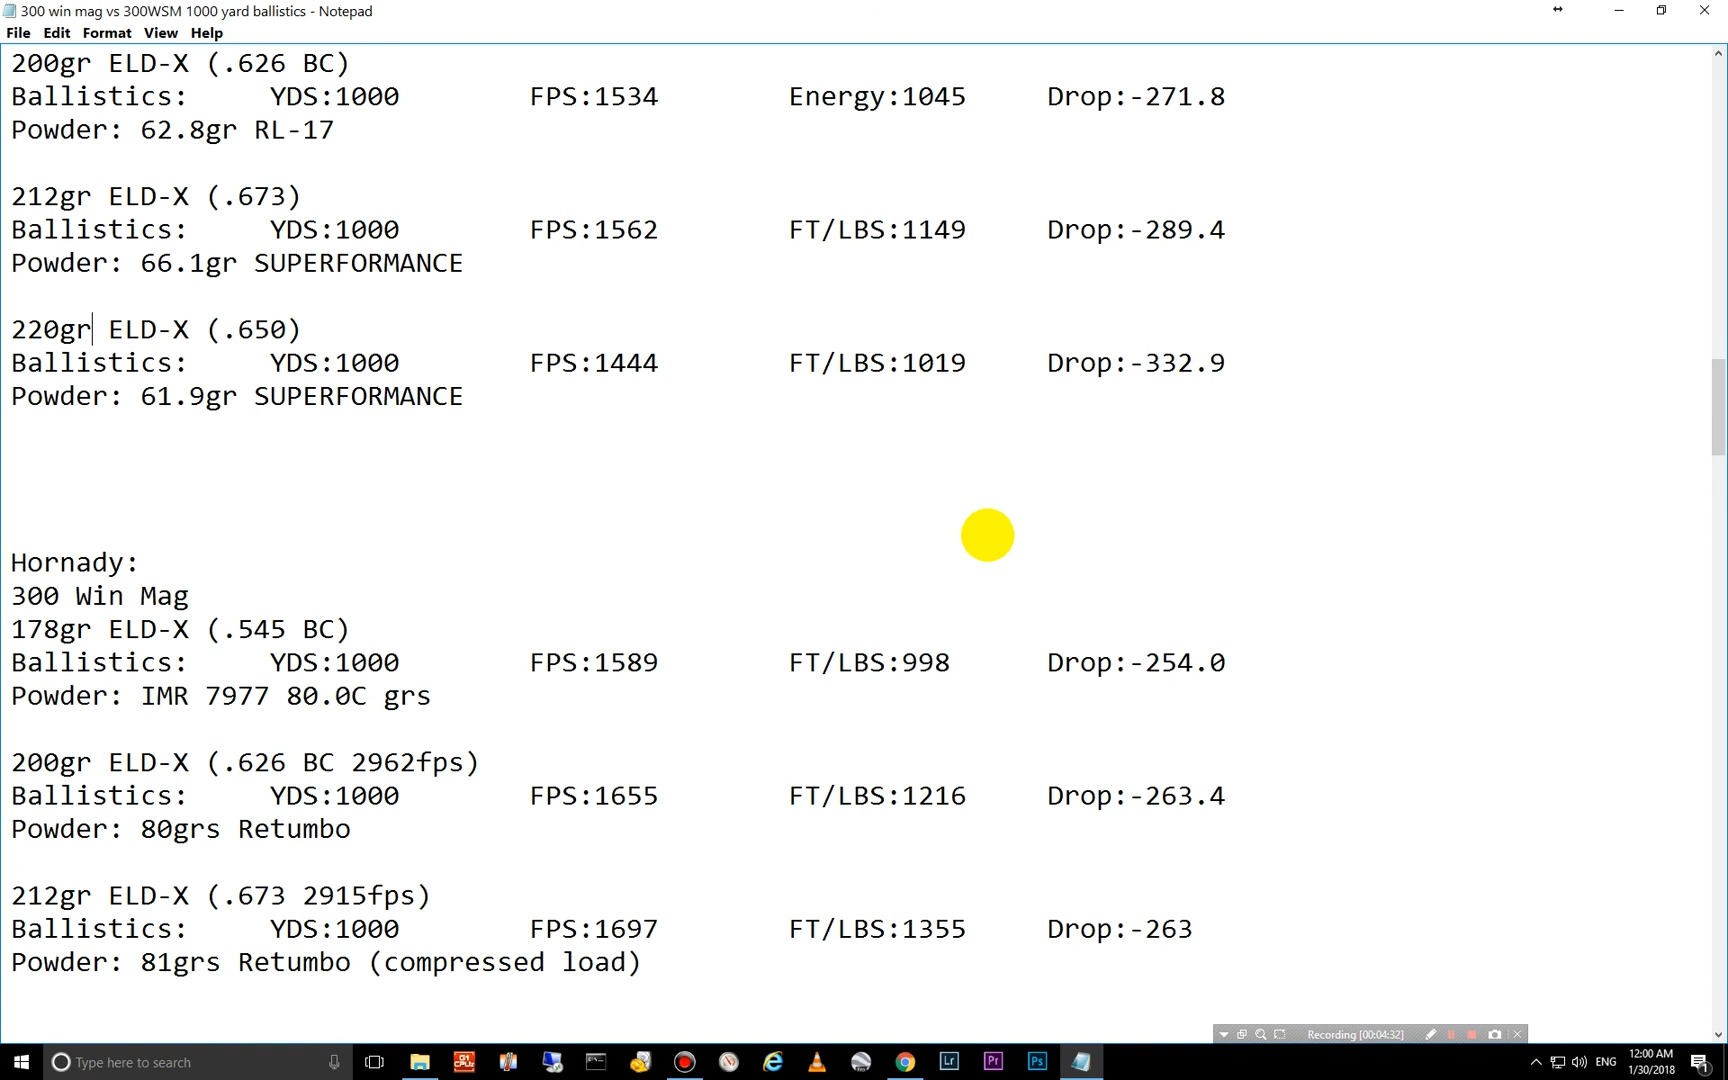 300 win mag vs 300WSM 1000 yard ballistics - Notepad
File Edit Format View Help
200gr ELD-X (.626 BC)
Ballistics: YDS:1000 FPS:1534 Energy:1045 Drop:-271.8
Powder: 62.8gr RL-17
212gr ELD-X (.673)
Ballistics: YDS:1000 FPS:1562 FT/LBS:1149 Drop:-289.4
Powder: 66.1gr SUPERFORMANCE
220gr ELD-X (.650)
Ballistics: YDS:1000 FPS:1444 FT/LBS:1019 Drop:-332.9
Powder: 61.9gr SUPERFORMANCE
Hornady:
300 Win Mag
178gr ELD-X (.545 BC)
Ballistics: YDS:1000 FPS:1589 FT/LBS:998 Drop:-254.0
Powder: IMR 7977 80.0C grs
200gr ELD-X (.626 BC 2962fps)
Ballistics: YDS:1000 FPS:1655 FT/LBS:1216 Drop:-263.4
Powder: 80grs Retumbo
212gr ELD-X (.673 2915fps)
Ballistics: YDS:1000 FPS:1697 FT/LBS:1355 Drop:-263
Powder: 81grs Retumbo (compressed load)
Recording [00:04:32]
Type here to search
G1
CPU:
Lr
Pr
Ps
ENG
12:00 AM
1/30/2018
1